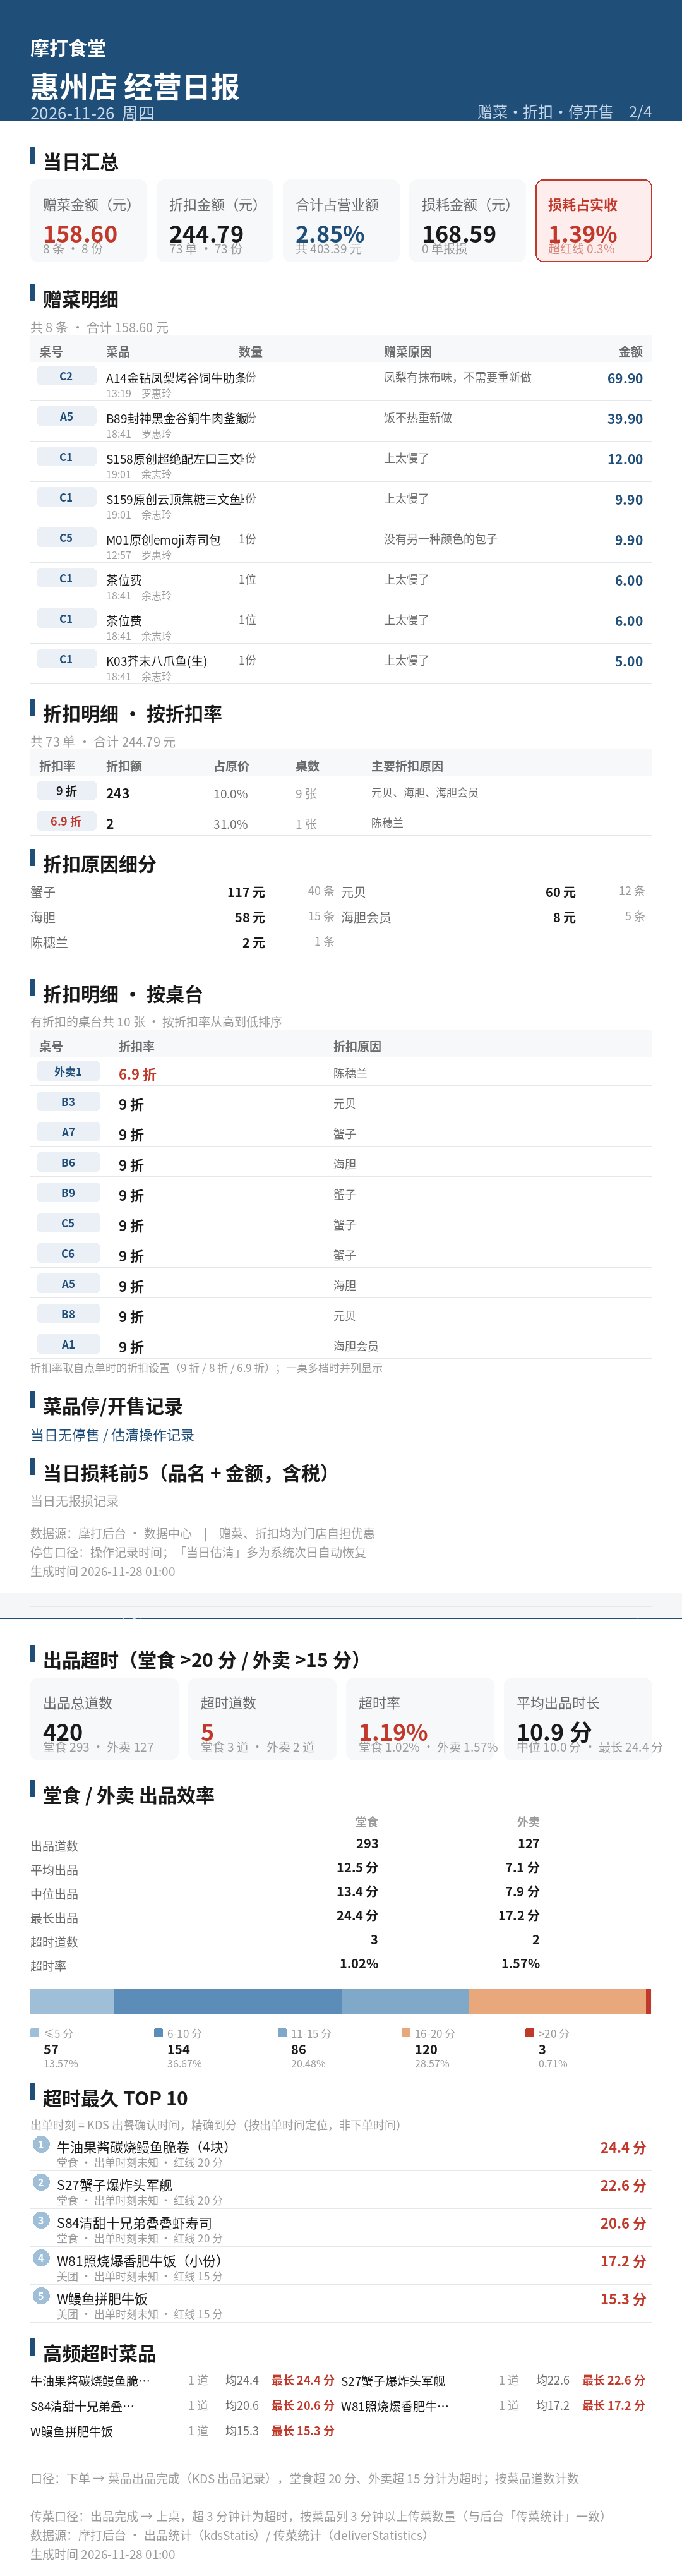 摩打食堂
惠州店 经营日报
2026-11-26 周四
赠菜・折扣・停开售 2/4
当日汇总
赠菜金额（元） 折扣金额（元） 合计占营业额 损耗金额（元） 损耗占实收
158.60 244.79 2.85% 168.59 1.39%
8 条 · 8 份 73 单 · 73 份 共 403.39 元 0 单报损 超红线 0.3%
赠菜明细
共 8 条 · 合计 158.60 元
桌号 菜品 数量 赠菜原因 金额
C2 A14金钻凤梨烤谷饲牛肋条 份 凤梨有抹布味，不需要重新做 69.90
13:19 罗惠玲
A5 B89封神黑金谷飼牛肉釜飯 份 饭不热重新做 39.90
18:41 罗惠玲
C1 S158原创超绝配左口三文 份 上太慢了 12.00
19:01 余志玲
C1 S159原创云顶焦糖三文鱼 份 上太慢了 9.90
19:01 余志玲
C5 M01原创emoji寿司包 1份 没有另一种颜色的包子 9.90
12:57 罗惠玲
C1 茶位费 1位 上太慢了 6.00
18:41 余志玲
C1 茶位费 1位 上太慢了 6.00
18:41 余志玲
C1 K03芥末八爪鱼(生) 1份 上太慢了 5.00
18:41 余志玲
折扣明细 · 按折扣率
共 73 单 · 合计 244.79 元
折扣率 折扣额 占原价 桌数 主要折扣原因
9 折 243 10.0% 9 张 元贝、海胆、海胆会员
6.9 折 2 31.0% 1 张 陈穗兰
折扣原因细分
蟹子 117 元 40 条 元贝 60 元 12 条
海胆 58 元 15 条 海胆会员 8 元 5 条
陈穗兰 2 元 1 条
折扣明细 · 按桌台
有折扣的桌台共 10 张 · 按折扣率从高到低排序
桌号 折扣率 折扣原因
外卖1 6.9 折 陈穗兰
B3 9 折 元贝
A7 9 折 蟹子
B6 9 折 海胆
B9 9 折 蟹子
C5 9 折 蟹子
C6 9 折 蟹子
A5 9 折 海胆
B8 9 折 元贝
A1 9 折 海胆会员
折扣率取自点单时的折扣设置（9 折 / 8 折 / 6.9 折）；一桌多档时并列显示
菜品停/开售记录
当日无停售 / 估清操作记录
当日损耗前5（品名 + 金额，含税）
当日无报损记录
数据源：摩打后台 · 数据中心 | 赠菜、折扣均为门店自担优惠
停售口径：操作记录时间；「当日估清」多为系统次日自动恢复
生成时间 2026-11-28 01:00
出品超时（堂食 >20 分 / 外卖 >15 分）
出品总道数 超时道数 超时率 平均出品时长
420 5 1.19% 10.9 分
堂食 293 · 外卖 127 堂食 3 道 · 外卖 2 道 堂食 1.02% · 外卖 1.57% 中位 10.0 分 · 最长 24.4 分
堂食 / 外卖 出品效率
堂食 外卖
出品道数 293 127
平均出品 12.5 分 7.1 分
中位出品 13.4 分 7.9 分
最长出品 24.4 分 17.2 分
超时道数 3 2
超时率 1.02% 1.57%
≤5 分 6-10 分 11-15 分 16-20 分 >20 分
57 154 86 120 3
13.57% 36.67% 20.48% 28.57% 0.71%
超时最久 TOP 10
出单时刻 = KDS 出餐确认时间，精确到分（按出单时间定位，非下单时间）
1 牛油果酱碳烧鳗鱼脆卷（4块） 24.4 分
堂食 · 出单时刻未知 · 红线 20 分
2 S27蟹子爆炸头军舰 22.6 分
堂食 · 出单时刻未知 · 红线 20 分
3 S84清甜十兄弟叠叠虾寿司 20.6 分
堂食 · 出单时刻未知 · 红线 20 分
4 W81照烧爆香肥牛饭（小份） 17.2 分
美团 · 出单时刻未知 · 红线 15 分
5 W鳗鱼拼肥牛饭 15.3 分
美团 · 出单时刻未知 · 红线 15 分
高频超时菜品
牛油果酱碳烧鳗鱼脆… 1 道 均24.4 最长 24.4 分 S27蟹子爆炸头军舰 1 道 均22.6 最长 22.6 分
S84清甜十兄弟叠… 1 道 均20.6 最长 20.6 分 W81照烧爆香肥牛… 1 道 均17.2 最长 17.2 分
W鳗鱼拼肥牛饭 1 道 均15.3 最长 15.3 分
口径：下单 → 菜品出品完成（KDS 出品记录），堂食超 20 分、外卖超 15 分计为超时；按菜品道数计数
传菜口径：出品完成 → 上桌，超 3 分钟计为超时，按菜品列 3 分钟以上传菜数量（与后台「传菜统计」一致）
数据源：摩打后台 · 出品统计（kdsStatis）/ 传菜统计（deliverStatistics）
生成时间 2026-11-28 01:00